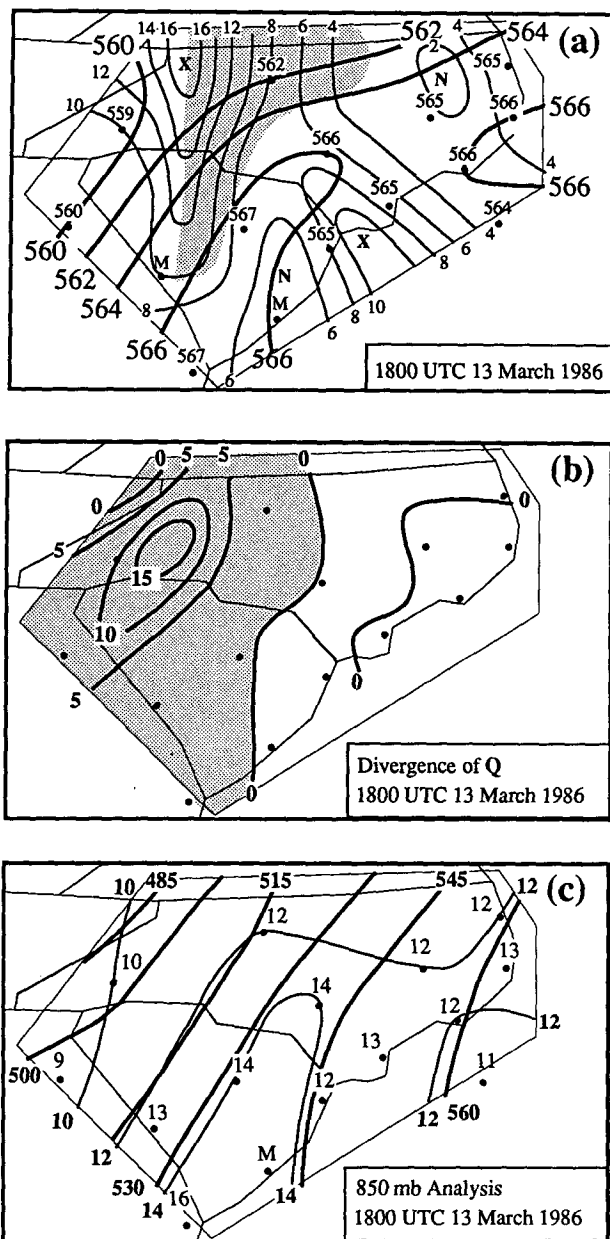 14 16 16 12 8 6 4 562 4 564
560 2 (a)
12 X 562 565
N
10 559 565 566 566
566 566
4
567 565 566
560 564
560 565 X 4
M 6
562 8
564 N
8 M 10
566 8
567 566 6
6
1800 UTC 13 March 1986
0 5 5 0 (b)
0 0
5
15
10
5 0
0
Divergence of Q
1800 UTC 13 March 1986
10 485 515 545 12 (c)
12 12
10 12 13
14 12
13 12
9 14 12 11
500
10 13 12 560
12 M
530
14 16 14
850 mb Analysis
1800 UTC 13 March 1986